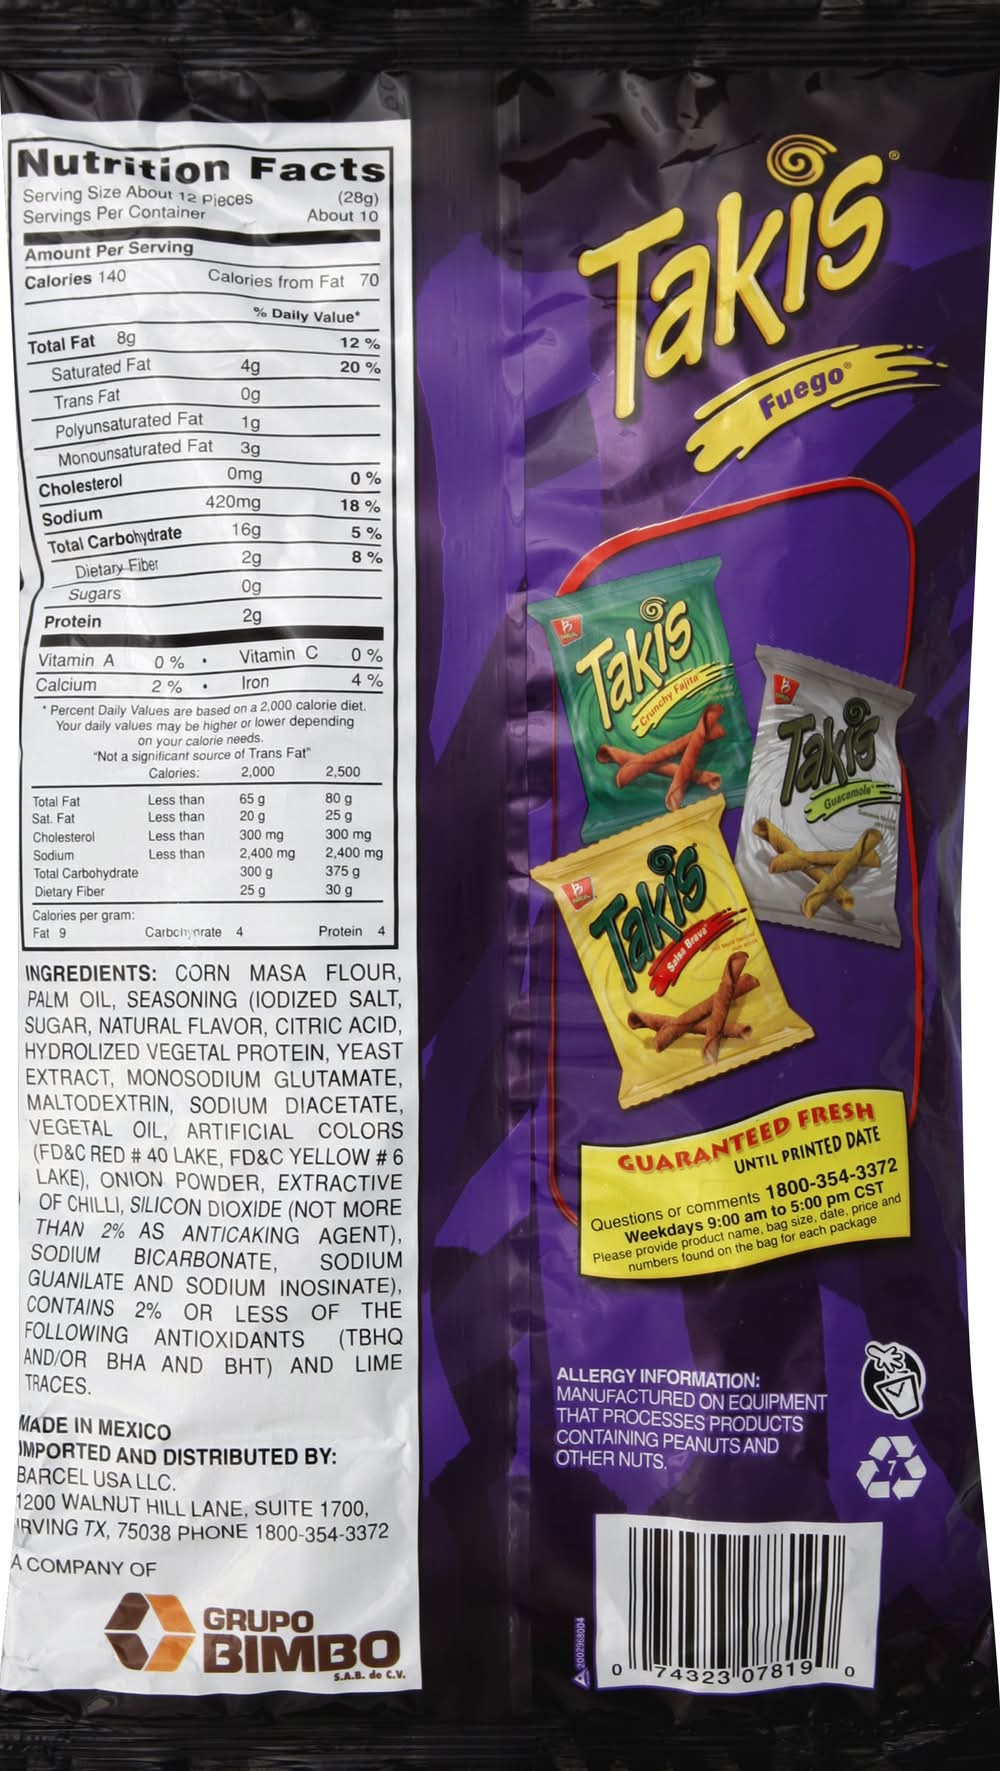 Nutrition Facts
Serving Size About 12 Pieces (28g)
Servings Per Container About 10
Amount Per Serving
Calories 140 Calories from Fat 70
% Daily Value*
Total Fat 8g 12 %
Saturated Fat 4g 20 %
Trans Fat 0g
Polyunsaturated Fat 1g
Monounsaturated Fat 3g
Cholesterol 0mg 0 %
Sodium 420mg 18 %
Total Carbohydrate 16g 5 %
Dietary Fiber 2g 8 %
Sugars 0g
Protein 2g
Vitamin A 0 % • Vitamin C 0 %
Calcium 2 % • Iron 4 %
* Percent Daily Values are based on a 2,000 calorie diet.
Your daily values may be higher or lower depending
on your calorie needs.
"Not a significant source of Trans Fat"
Calories: 2,000 2,500
Total Fat Less than 65 g 80 g
Sat. Fat Less than 20 g 25 g
Cholesterol Less than 300 mg 300 mg
Sodium Less than 2,400 mg 2,400 mg
Total Carbohydrate 300 g 375 g
Dietary Fiber 25 g 30 g
Calories per gram:
Fat 9 Carbohydrate 4 Protein 4
INGREDIENTS: CORN MASA FLOUR,
PALM OIL, SEASONING (IODIZED SALT,
SUGAR, NATURAL FLAVOR, CITRIC ACID,
HYDROLIZED VEGETAL PROTEIN, YEAST
EXTRACT, MONOSODIUM GLUTAMATE,
MALTODEXTRIN, SODIUM DIACETATE,
VEGETAL OIL, ARTIFICIAL COLORS
(FD&C RED # 40 LAKE, FD&C YELLOW # 6
LAKE), ONION POWDER, EXTRACTIVE
OF CHILLI, SILICON DIOXIDE (NOT MORE
THAN 2% AS ANTICAKING AGENT),
SODIUM BICARBONATE, SODIUM
GUANILATE AND SODIUM INOSINATE),
CONTAINS 2% OR LESS OF THE
FOLLOWING ANTIOXIDANTS (TBHQ
AND/OR BHA AND BHT) AND LIME
TRACES.
MADE IN MEXICO
IMPORTED AND DISTRIBUTED BY:
BARCEL USA LLC.
1200 WALNUT HILL LANE, SUITE 1700,
IRVING TX, 75038 PHONE 1800-354-3372
A COMPANY OF
GRUPO
BIMBO
S.A.B. de C.V.
Takis®
Fuego®
Takis
Crunchy Fajita
Takis
Guacamole
Takis
Salsa Brava
GUARANTEED FRESH
UNTIL PRINTED DATE
Questions or comments 1800-354-3372
Weekdays 9:00 am to 5:00 pm CST
Please provide product name, bag size, date, price and
numbers found on the bag for each package
ALLERGY INFORMATION:
MANUFACTURED ON EQUIPMENT
THAT PROCESSES PRODUCTS
CONTAINING PEANUTS AND
OTHER NUTS.
7
2002968004
0 74323 07819 0